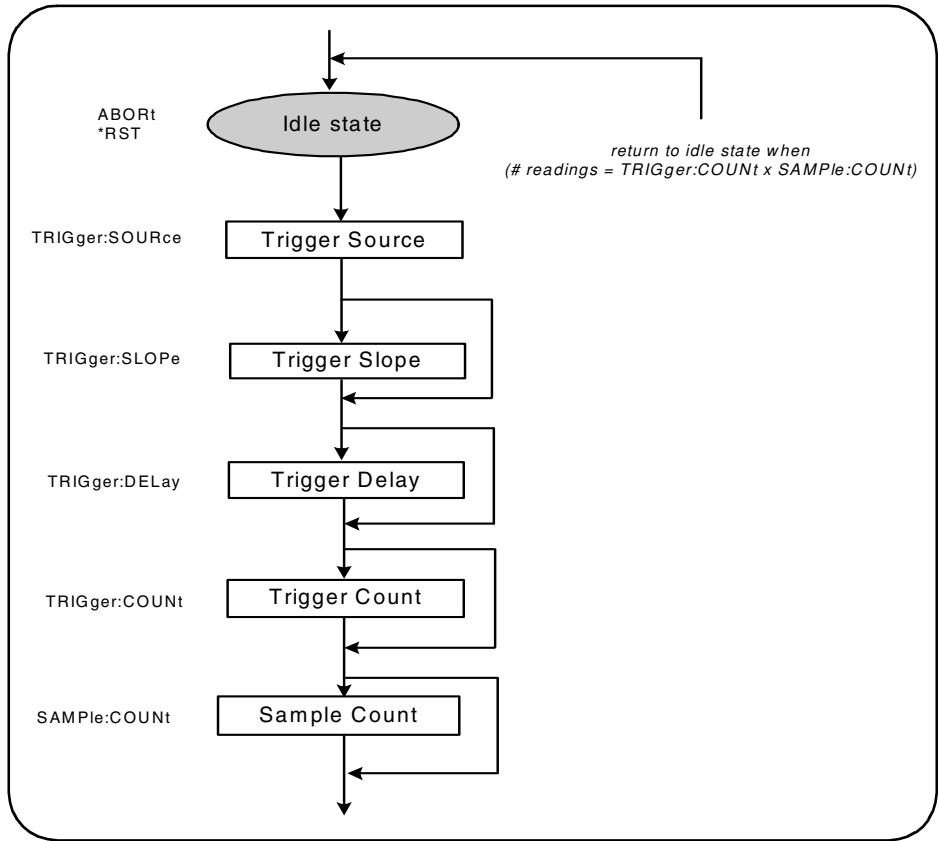 ABORt
*RST
Idle state
return to idle state when
(# readings = TRIGger:COUNt x SAMPle:COUNt)
TRIGger:SOURce
Trigger Source
TRIGger:SLOPe
Trigger Slope
TRIGger:DELay
Trigger Delay
TRIGger:COUNt
Trigger Count
SAMPle:COUNt
Sample Count